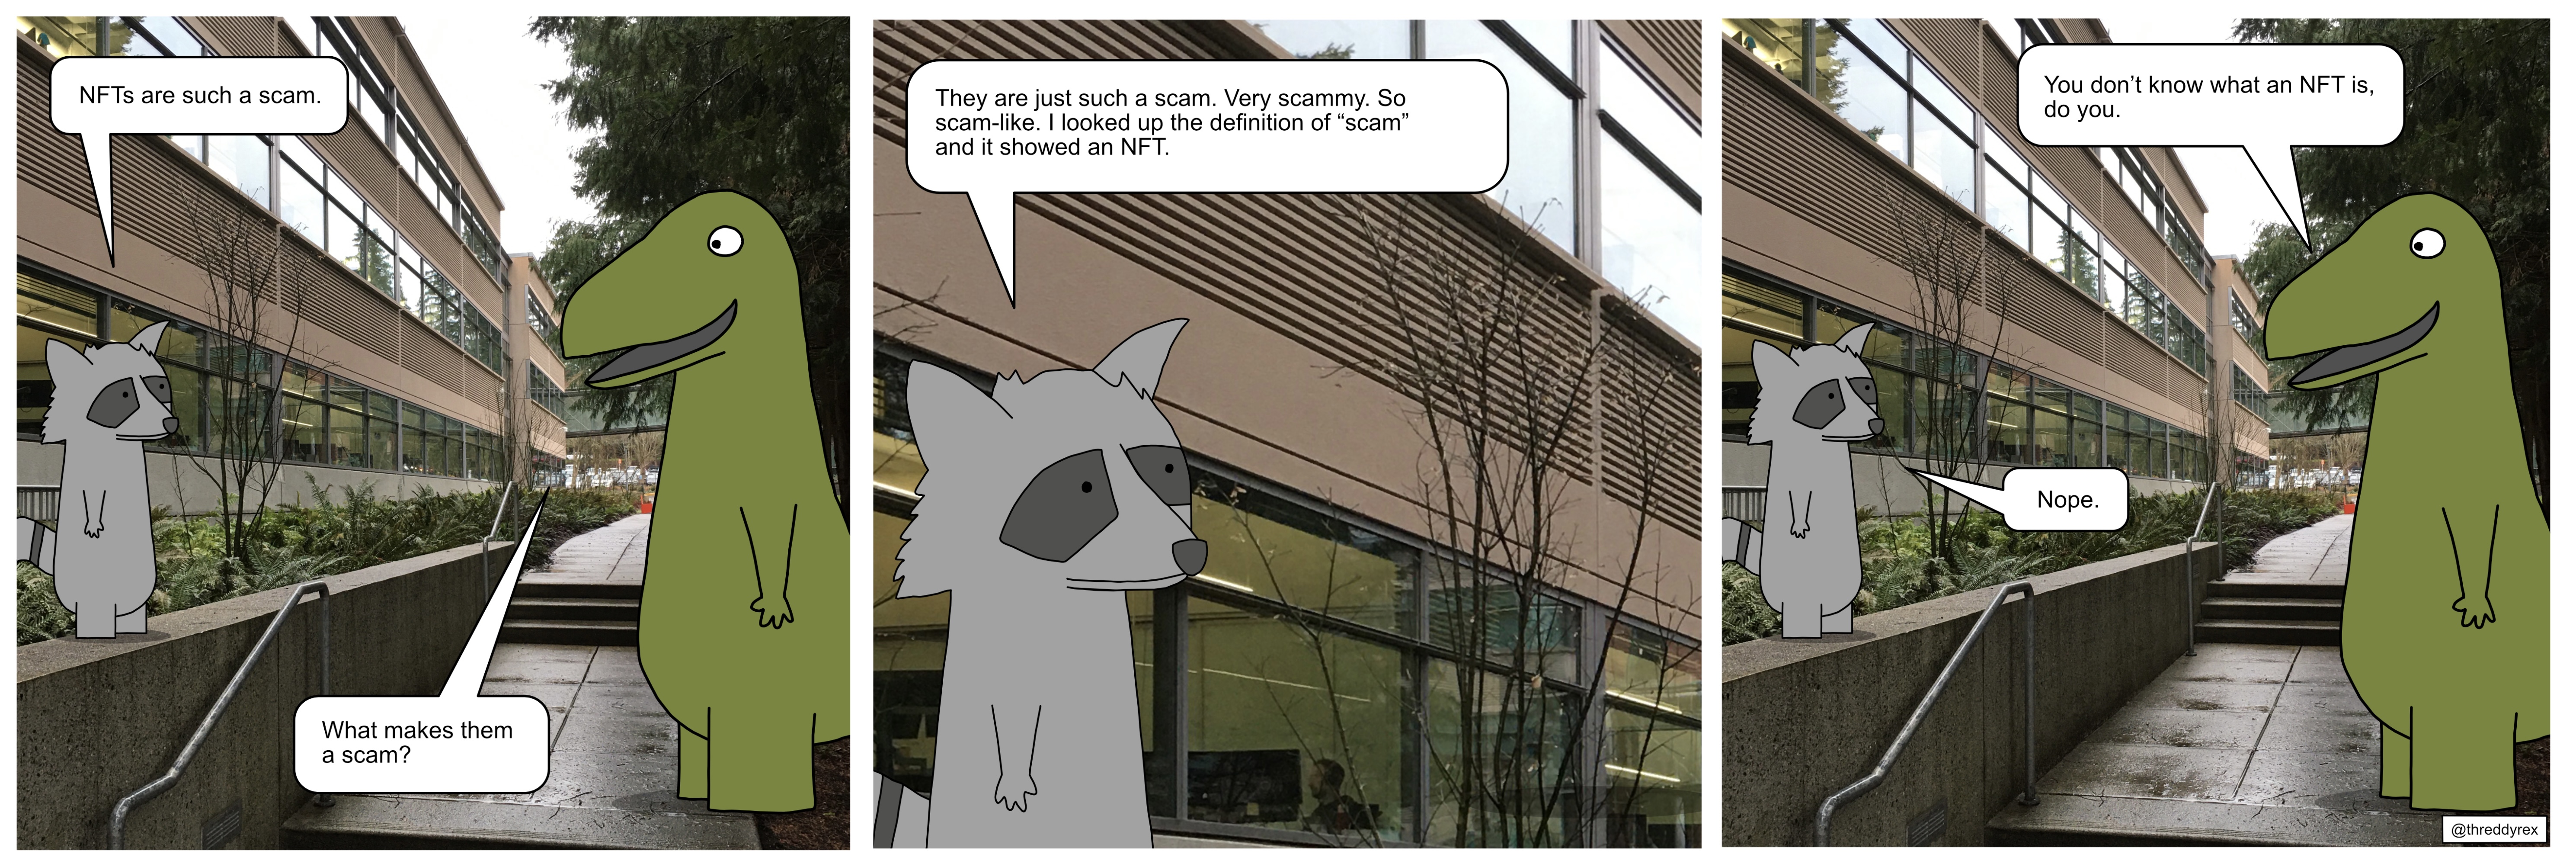 NFTs are such a scam.
What makes them
a scam?
They are just such a scam. Very scammy. So
scam-like. I looked up the definition of “scam”
and it showed an NFT.
You don’t know what an NFT is,
do you.
Nope.
@threddyrex